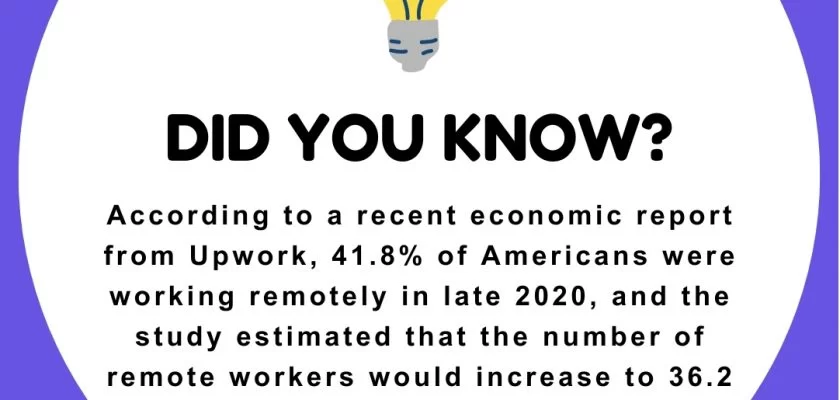 DID YOU KNOW?
According to a recent economic report
from Upwork, 41.8% of Americans were
working remotely in late 2020, and the
study estimated that the number of
remote workers would increase to 36.2